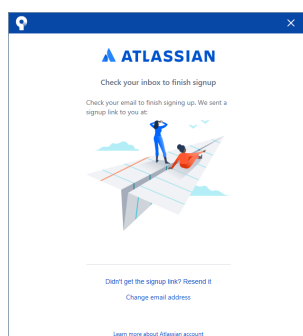 ATLASSIAN
Check your inbox to finish signup
Check your email to finish signing up. We sent a
signup link to you at:
Didn't get the signup link? Resend it
Change email address
Learn more about Atlassian account